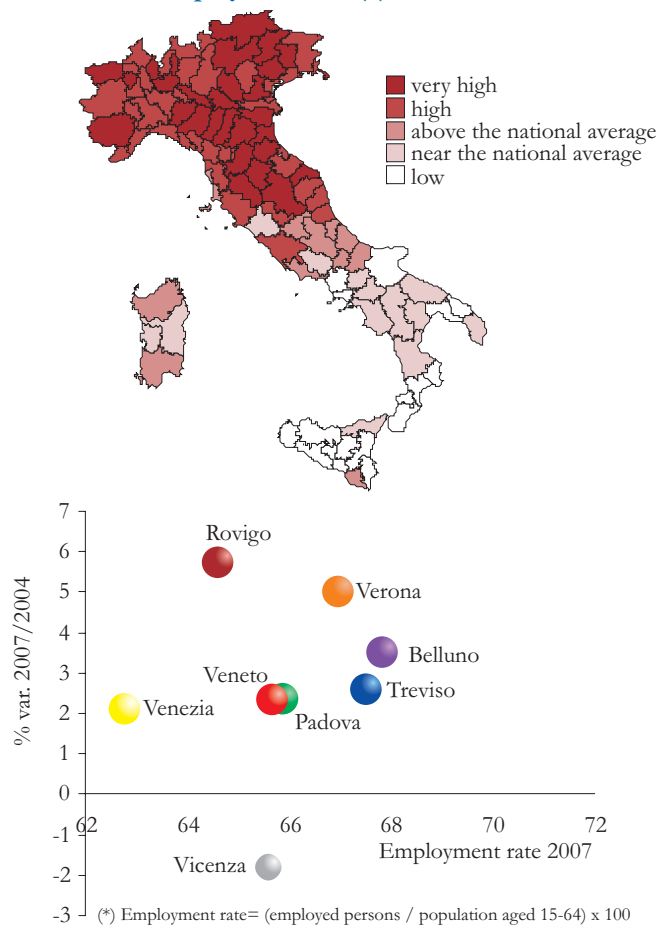 very high
high
above the national average
near the national average
low
% var. 2007/2004
7
6
5
4
3
2
1
0
-1
-2
-3
62
64
66
68
70
72
Rovigo
Verona
Belluno
Veneto
Treviso
Venezia
Padova
Employment rate 2007
Vicenza
(*) Employment rate= (employed persons / population aged 15-64) x 100